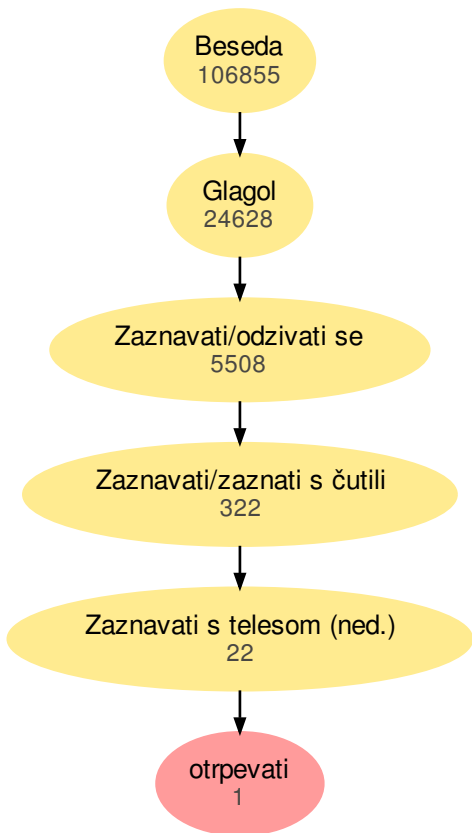 Beseda
106855
Glagol
24628
Zaznavati/odzivati se
5508
Zaznavati/zaznati s čutili
322
Zaznavati s telesom (ned.)
22
otrpevati
1